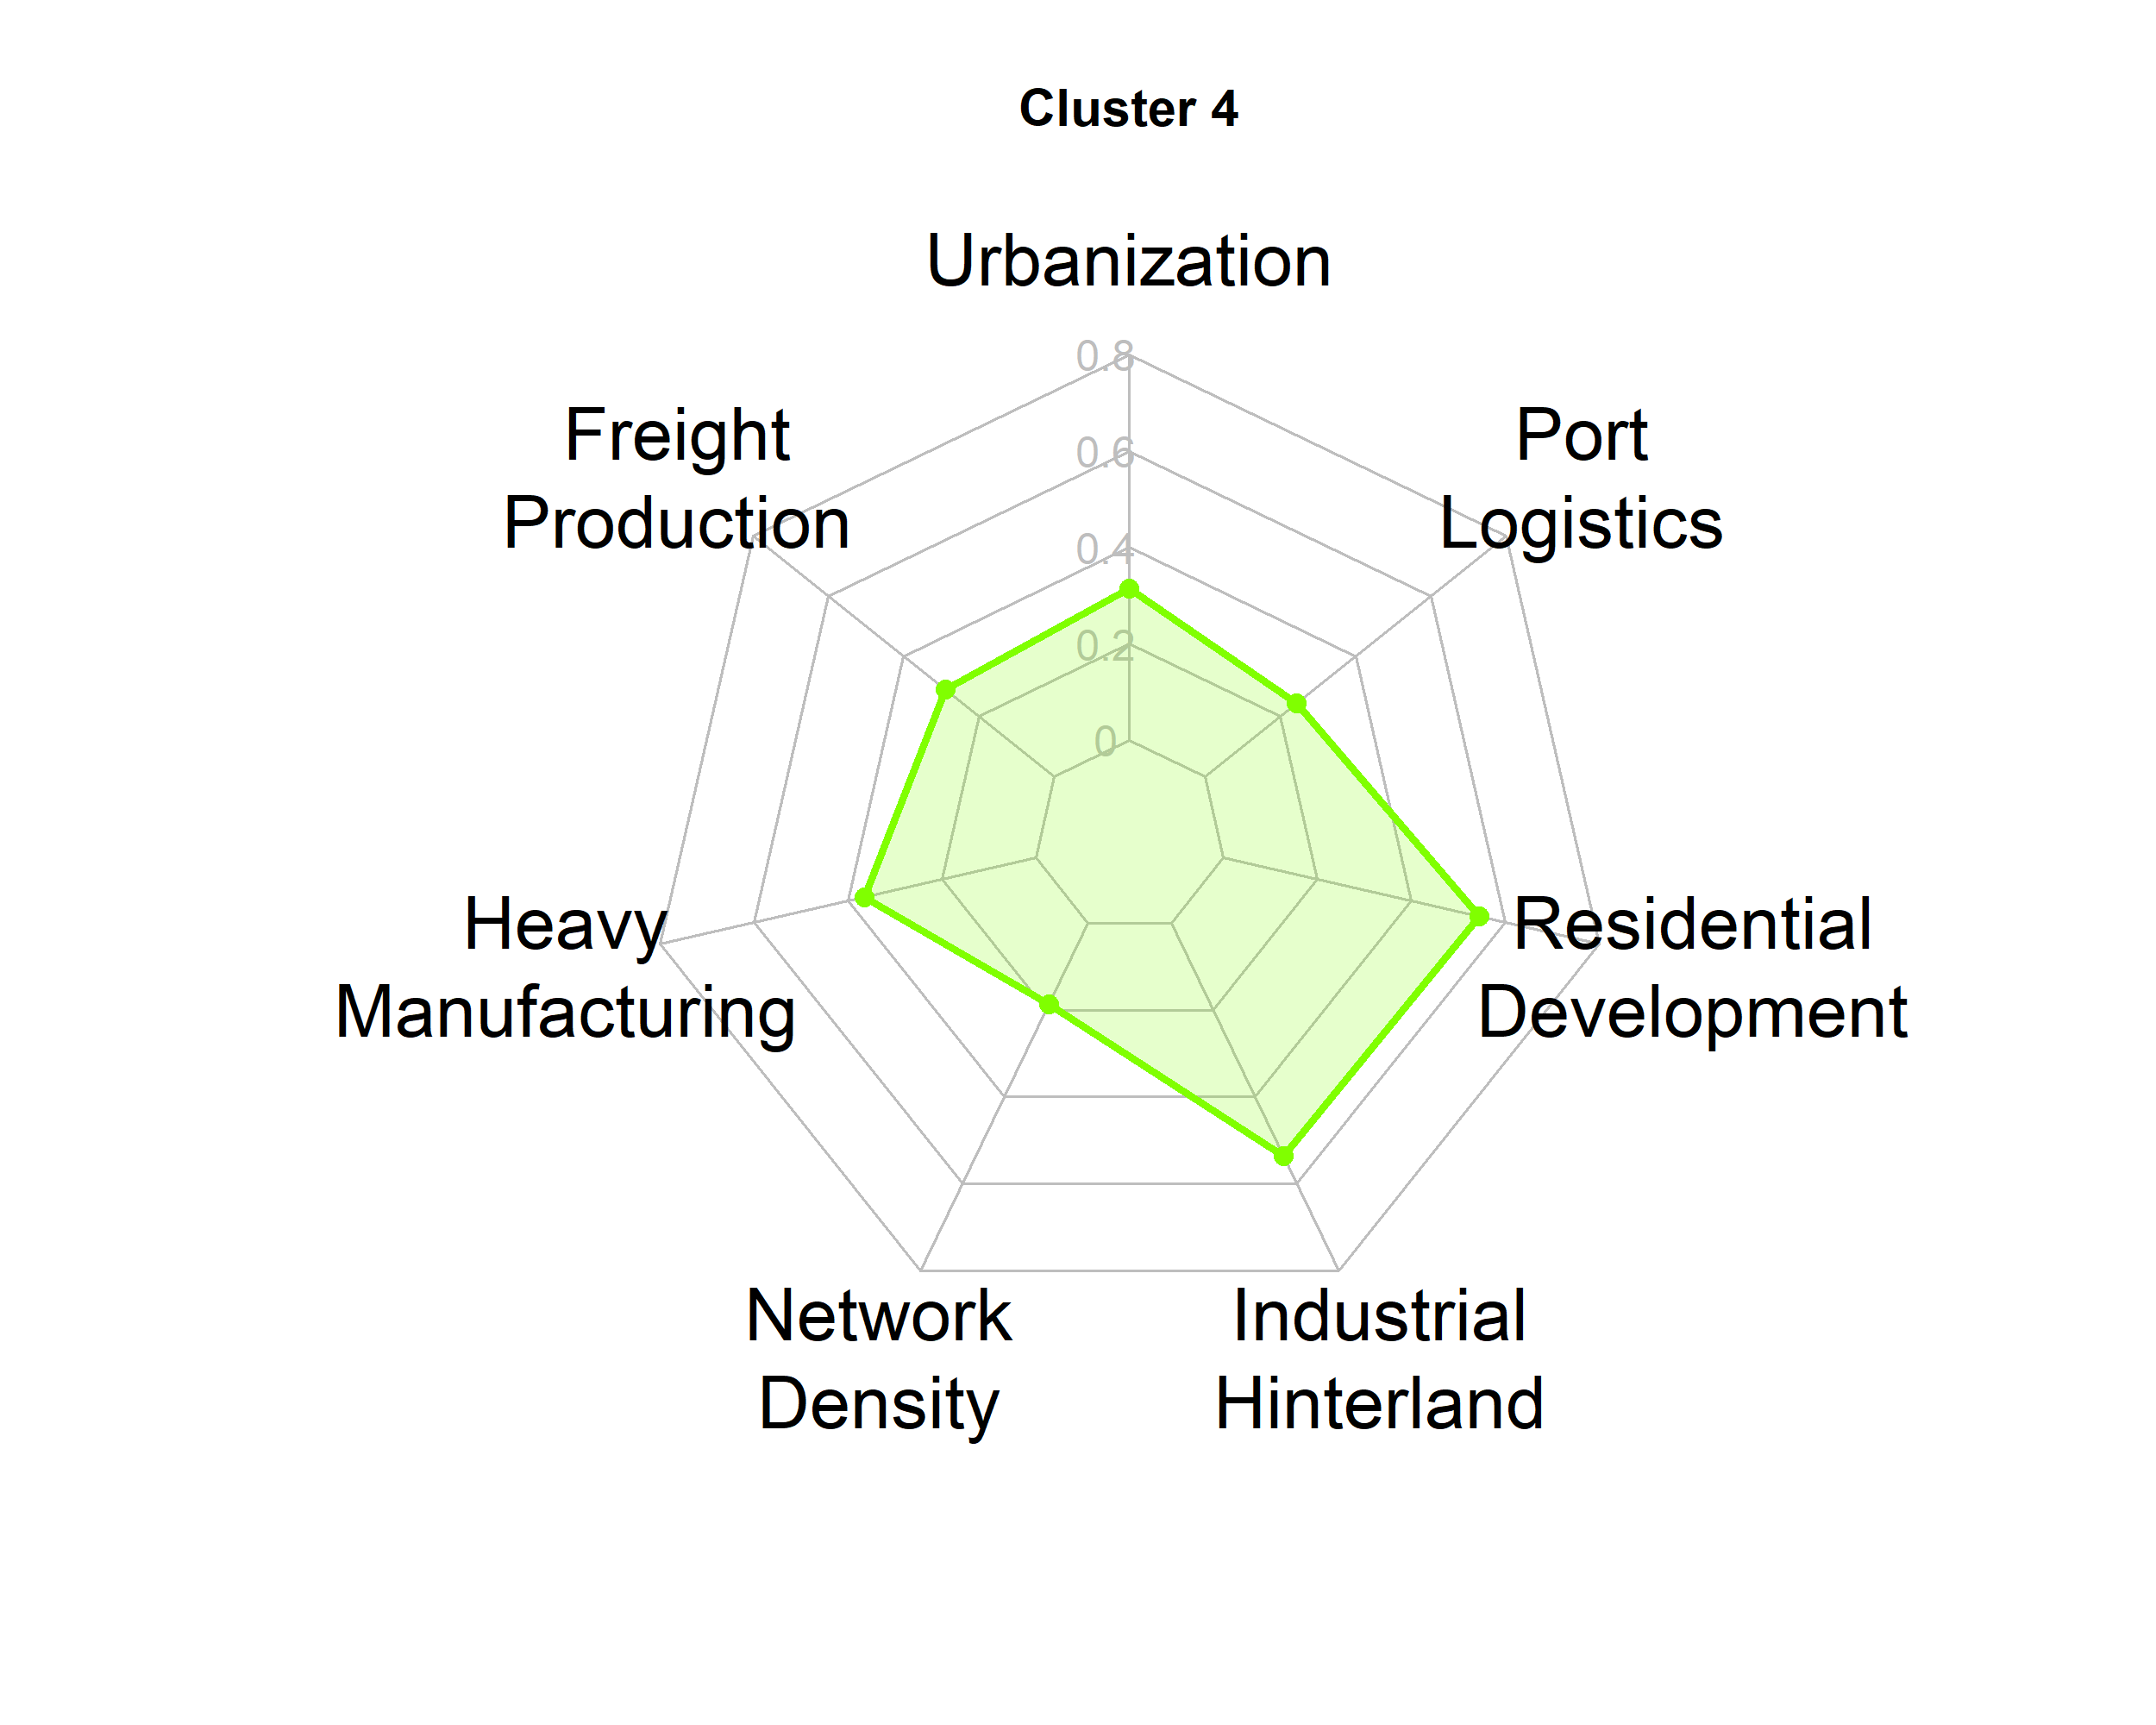 Cluster 4
Urbanization
0.8
0.6
0.4
0.2
0
Freight
Production
Port
Logistics
Heavy
Manufacturing
Residential
Development
Network
Density
Industrial
Hinterland